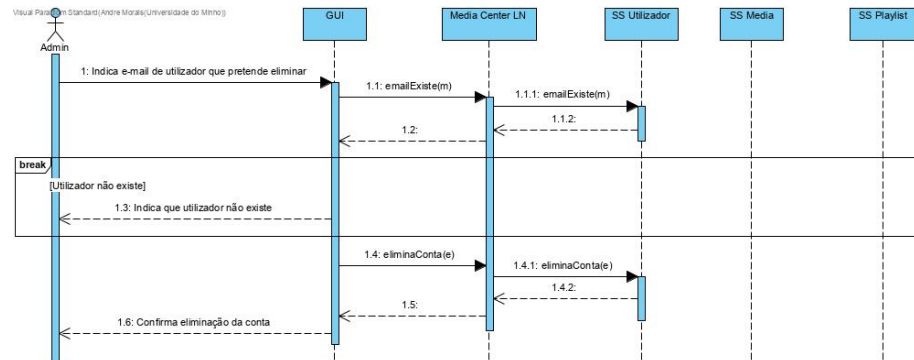 Visual Paradigm Standard(Andre Morais(Universidade do Minho))
Admin
GUI
Media Center LN
SS Utilizador
SS Media
SS Playlist
1: Indica e-mail de utilizador que pretende eliminar
1.1: emailExiste(m)
1.1.1: emailExiste(m)
1.1.2:
1.2:
break
[Utilizador não existe]
1.3: Indica que utilizador não existe
1.4: eliminaConta(e)
1.4.1: eliminaConta(e)
1.4.2:
1.5:
1.6: Confirma eliminação da conta